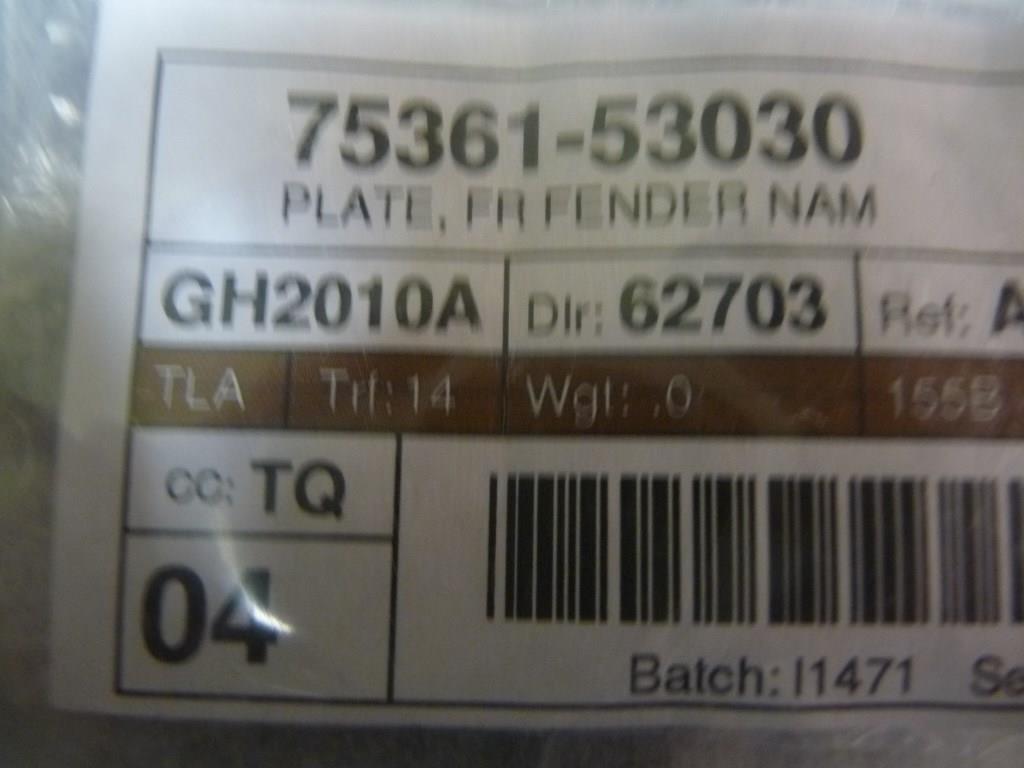 75361-53030
PLATE, FR FENDER NAM
GH2010A Dlr: 62703 Ref: A
TLA Trf: 14 Wgt: .0 155B
cc: TQ
04
Batch: I1471 Se